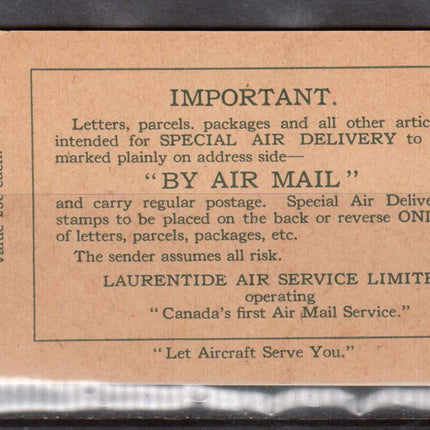 IMPORTANT.
Letters, parcels. packages and all other artic
intended for SPECIAL AIR DELIVERY to
marked plainly on address side—
"BY AIR MAIL"
and carry regular postage. Special Air Delive
stamps to be placed on the back or reverse ON
of letters, parcels, packages, etc.
The sender assumes all risk.
LAURENTIDE AIR SERVICE LIMITE
operating
"Canada's first Air Mail Service."
"Let Aircraft Serve You."